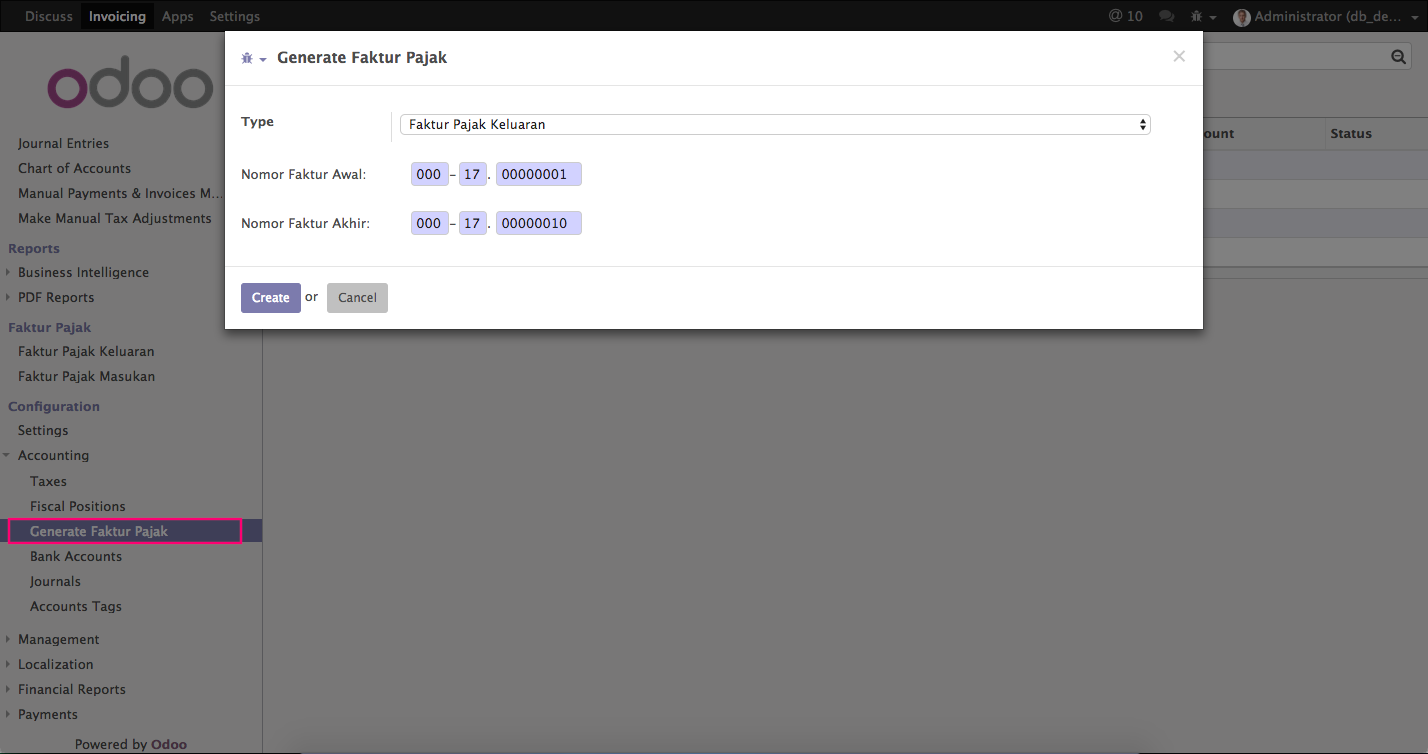 Discuss Invoicing Apps Settings @ 10 Administrator (db_de...
odoo
Generate Faktur Pajak ×
Type Faktur Pajak Keluaran
Nomor Faktur Awal: 000 – 17 . 00000001
Nomor Faktur Akhir: 000 – 17 . 00000010
Create or Cancel
ount Status
Journal Entries
Chart of Accounts
Manual Payments & Invoices M...
Make Manual Tax Adjustments
Reports
Business Intelligence
PDF Reports
Faktur Pajak
Faktur Pajak Keluaran
Faktur Pajak Masukan
Configuration
Settings
Accounting
Taxes
Fiscal Positions
Generate Faktur Pajak
Bank Accounts
Journals
Accounts Tags
Management
Localization
Financial Reports
Payments
Powered by Odoo